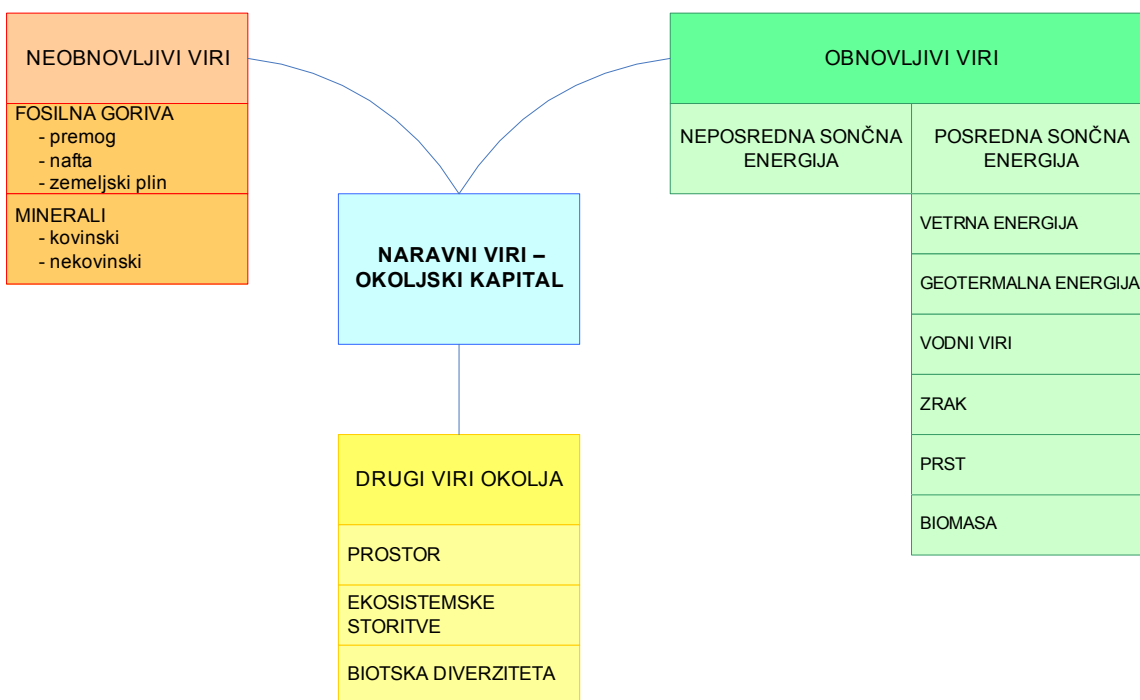 NEOBNOVLJIVI VIRI
FOSILNA GORIVA
- premog
- nafta
- zemeljski plin
MINERALI
- kovinski
- nekovinski
NARAVNI VIRI –
OKOLJSKI KAPITAL
OBNOVLJIVI VIRI
NEPOSREDNA SONČNA
ENERGIJA
POSREDNA SONČNA
ENERGIJA
VETRNA ENERGIJA
GEOTERMALNA ENERGIJA
VODNI VIRI
ZRAK
PRST
BIOMASA
DRUGI VIRI OKOLJA
PROSTOR
EKOSISTEMSKE
STORITVE
BIOTSKA DIVERZITETA